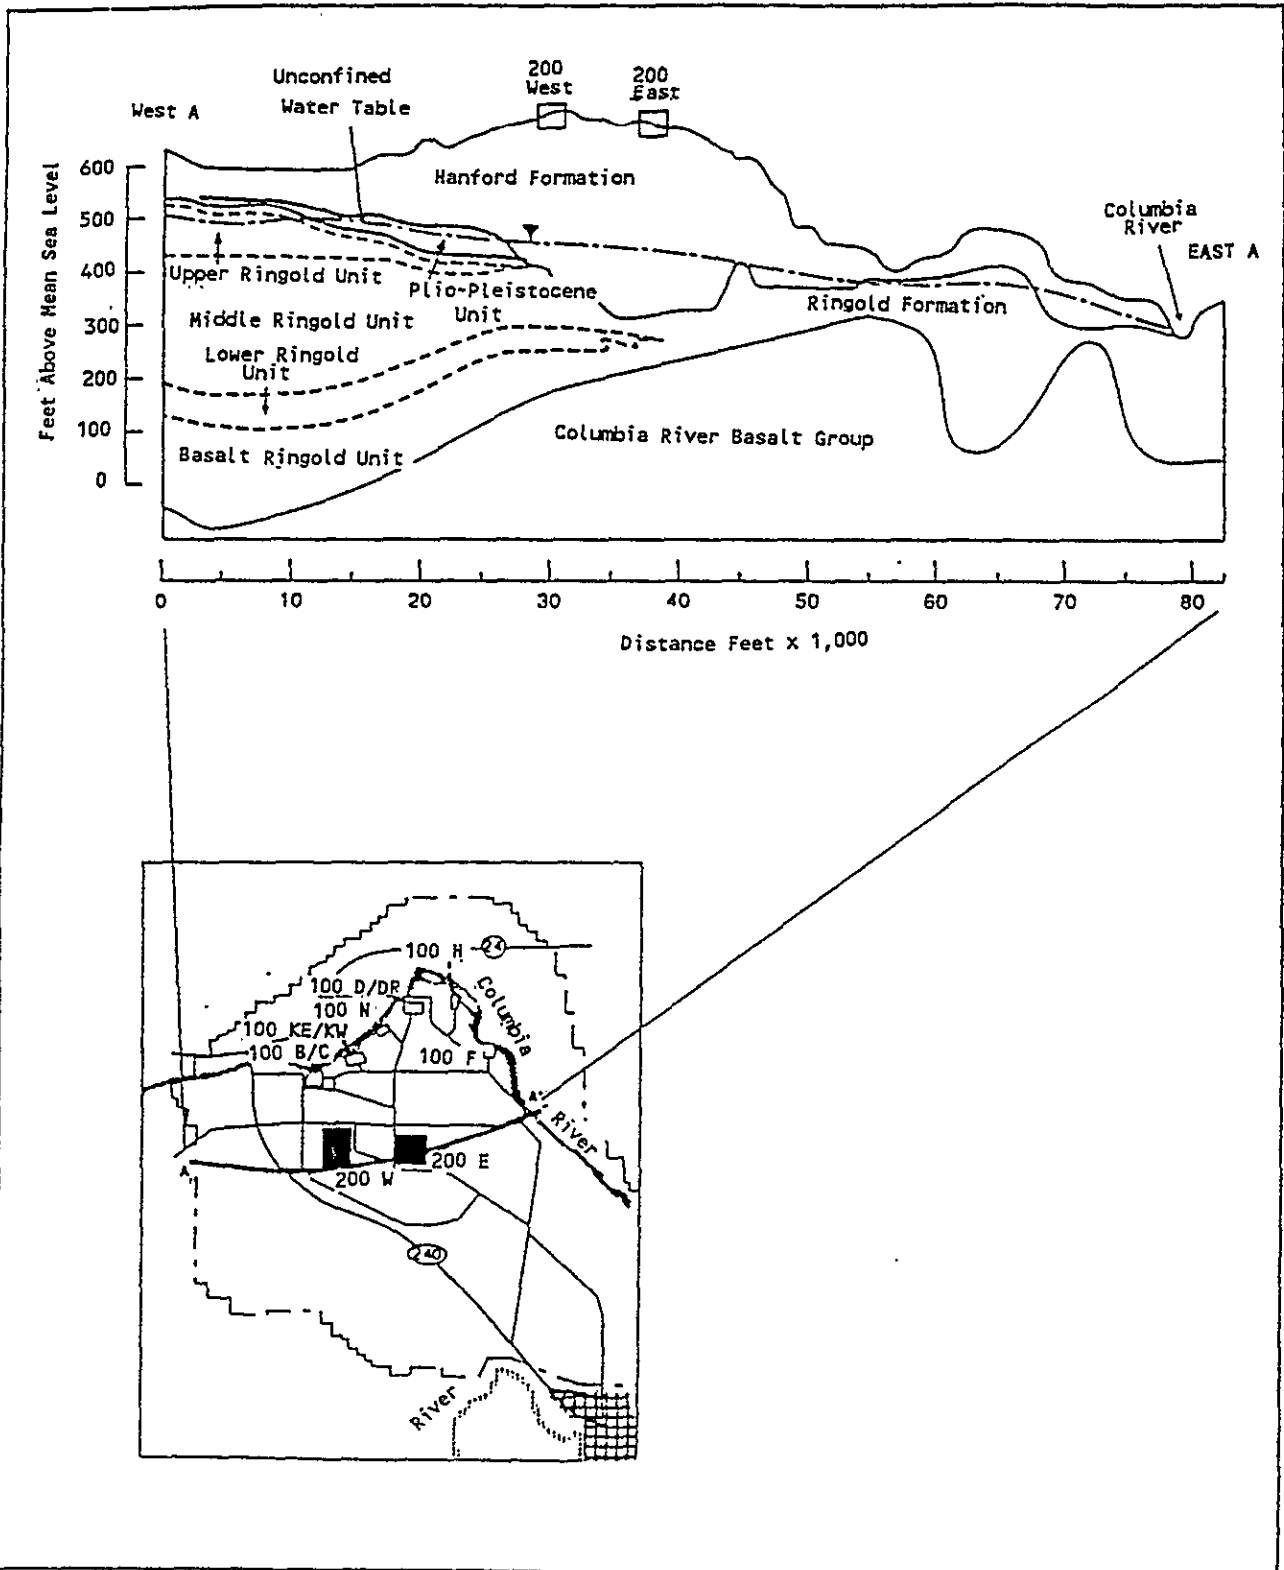 Unconfined
Water Table
200
West
200
East
West A
Feet Above Mean Sea Level
600
500
400
300
200
100
0
Hanford Formation
Columbia
River
EAST A
Upper Ringold Unit
Plio-Pleistocene
Unit
Ringold Formation
Middle Ringold Unit
Lower Ringold
Unit
Columbia River Basalt Group
Basalt Ringold Unit
0 10 20 30 40 50 60 70 80
Distance Feet x 1,000
100 H
24
100 D/DR
100 N
Columbia
100 KE/KW
100 B/C
100 F
A'
River
A
200 E
200 W
240
River